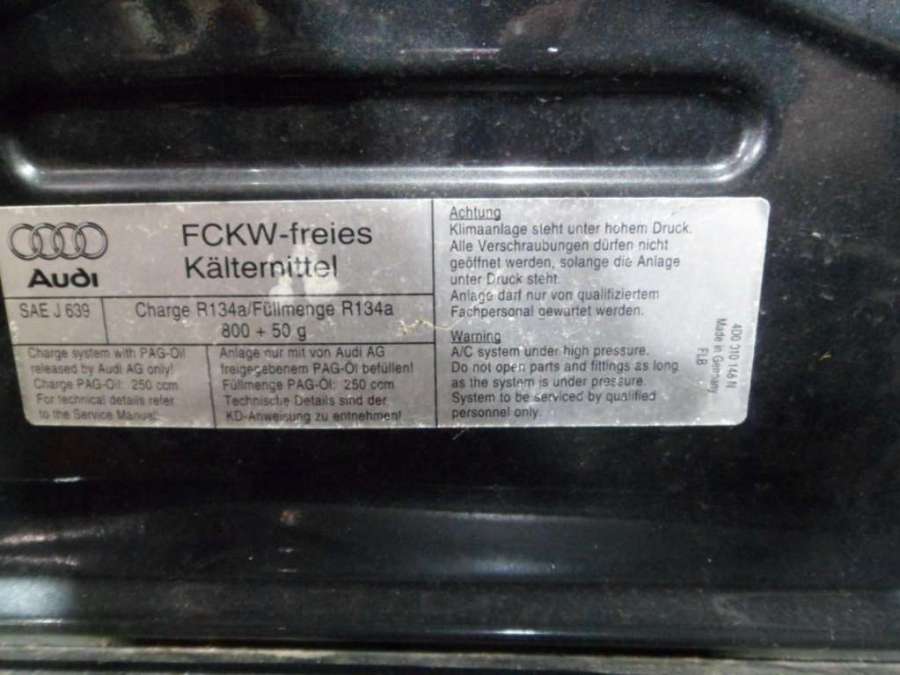 Audi
FCKW-freies
Kältemittel
SAE J 639
Charge R134a/Füllmenge R134a
800 + 50 g
Charge system with PAG-Oil
released by Audi AG only!
Charge PAG-Oil: 250 ccm
For technical details refer
to the Service Manual.
Anlage nur mit von Audi AG
freigegebenem PAG-Öl befüllen!
Füllmenge PAG-Öl: 250 ccm
Technische Details sind der
KD-Anweisung zu entnehmen!
Achtung
Klimaanlage steht unter hohem Druck.
Alle Verschraubungen dürfen nicht
geöffnet werden, solange die Anlage
unter Druck steht.
Anlage darf nur von qualifiziertem
Fachpersonal gewartet werden.
Warning
A/C system under high pressure.
Do not open parts and fittings as long
as the system is under pressure.
System to be serviced by qualified
personnel only.
4D0 010 146 N
Made in Germany
FLB